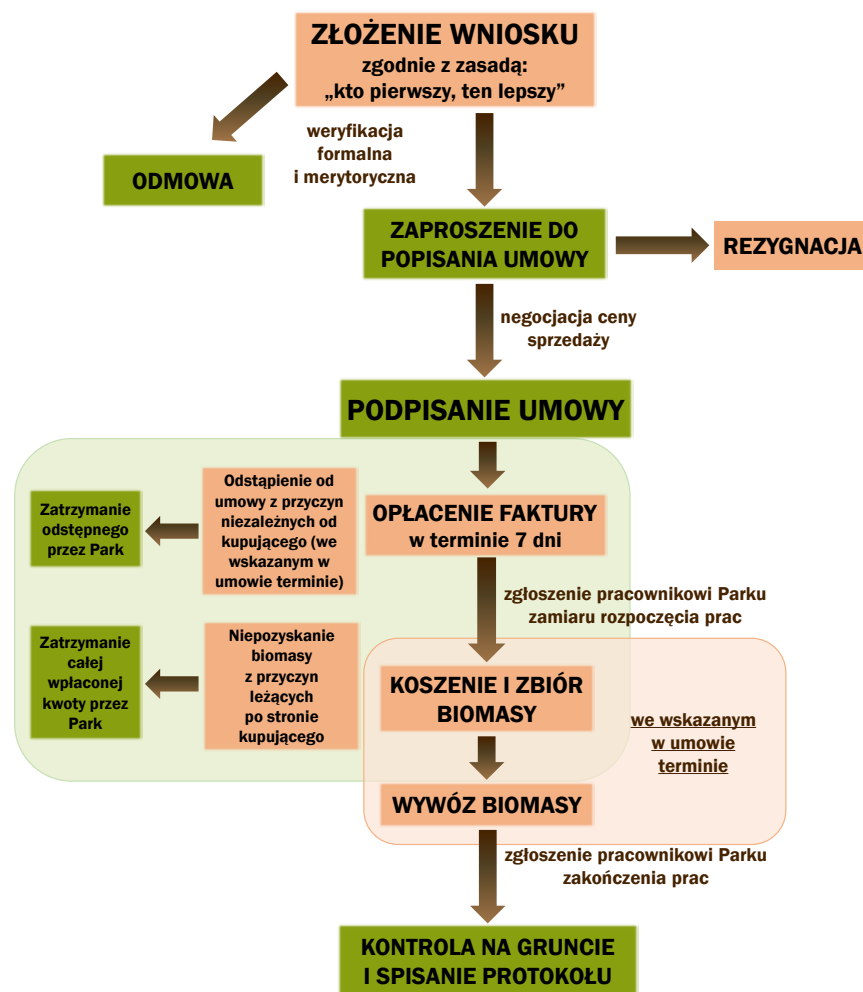 ZŁOŻENIE WNIOSKU
zgodnie z zasadą:
„kto pierwszy, ten lepszy”
weryfikacja
formalna
i merytoryczna
ODMOWA
ZAPROSZENIE DO
POPISANIA UMOWY
REZYGNACJA
negocjacja ceny
sprzedaży
PODPISANIE UMOWY
Zatrzymanie
odstępnego
przez Park
Odstąpienie od
umowy z przyczyn
niezależnych od
kupującego (we
wskazanym w
umowie terminie)
OPŁACENIE FAKTURY
w terminie 7 dni
zgłoszenie pracownikowi Parku
zamiaru rozpoczęcia prac
Zatrzymanie
całej
wpłaconej
kwoty przez
Park
Niepozyskanie
biomasy
z przyczyn
leżących
po stronie
kupującego
KOSZENIE I ZBIÓR
BIOMASY
we wskazanym
w umowie
terminie
WYWÓZ BIOMASY
zgłoszenie pracownikowi Parku
zakończenia prac
KONTROLA NA GRUNCIE
I SPISANIE PROTOKOŁU